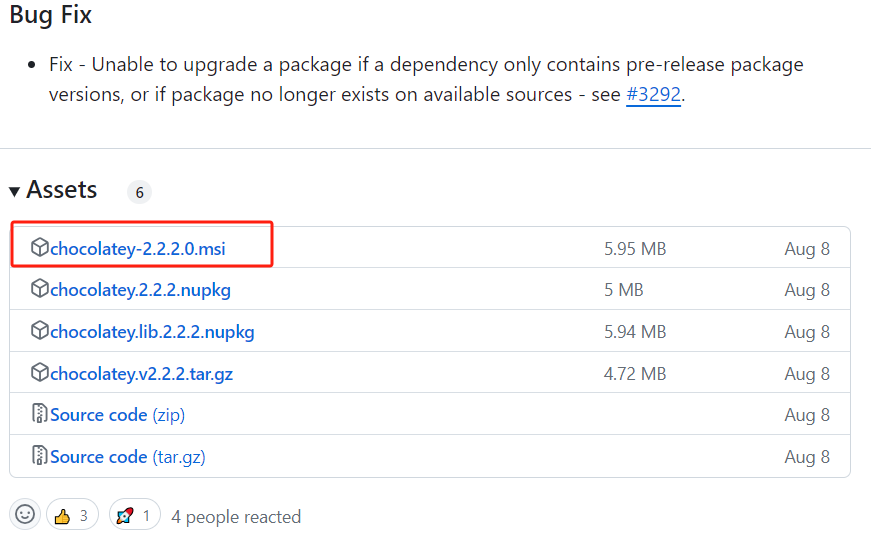 Bug Fix
Fix - Unable to upgrade a package if a dependency only contains pre-release package
versions, or if package no longer exists on available sources - see #3292.
Assets 6
chocolatey-2.2.2.0.msi 5.95 MB Aug 8
chocolatey.2.2.2.nupkg 5 MB Aug 8
chocolatey.lib.2.2.2.nupkg 5.94 MB Aug 8
chocolatey.v2.2.2.tar.gz 4.72 MB Aug 8
Source code (zip) Aug 8
Source code (tar.gz) Aug 8
3 1 4 people reacted